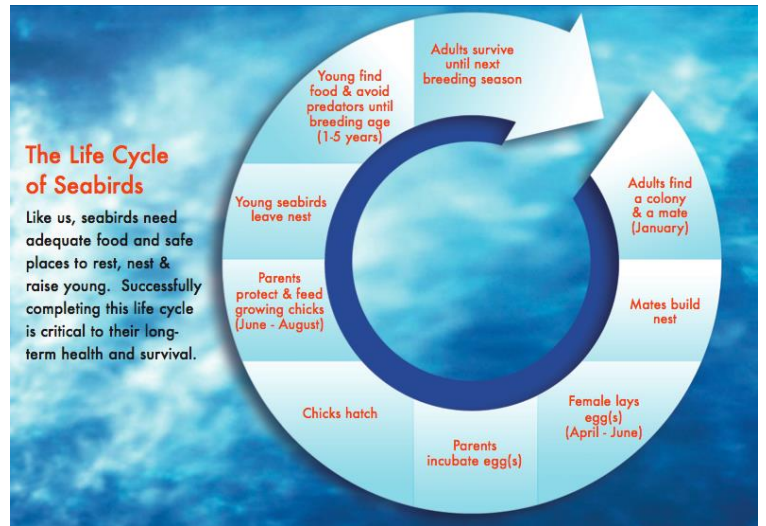 The Life Cycle
of Seabirds
Like us, seabirds need
adequate food and safe
places to rest, nest &
raise young.  Successfully
completing this life cycle
is critical to their long-
term health and survival.
Adults find
a colony
& a mate
(January)
Mates build
nest
Female lays
egg(s)
(April - June)
Parents
incubate egg(s)
Chicks hatch
Parents
protect & feed
growing chicks
(June - August)
Young seabirds
leave nest
Young find
food & avoid
predators until
breeding age
(1-5 years)
Adults survive
until next
breeding season